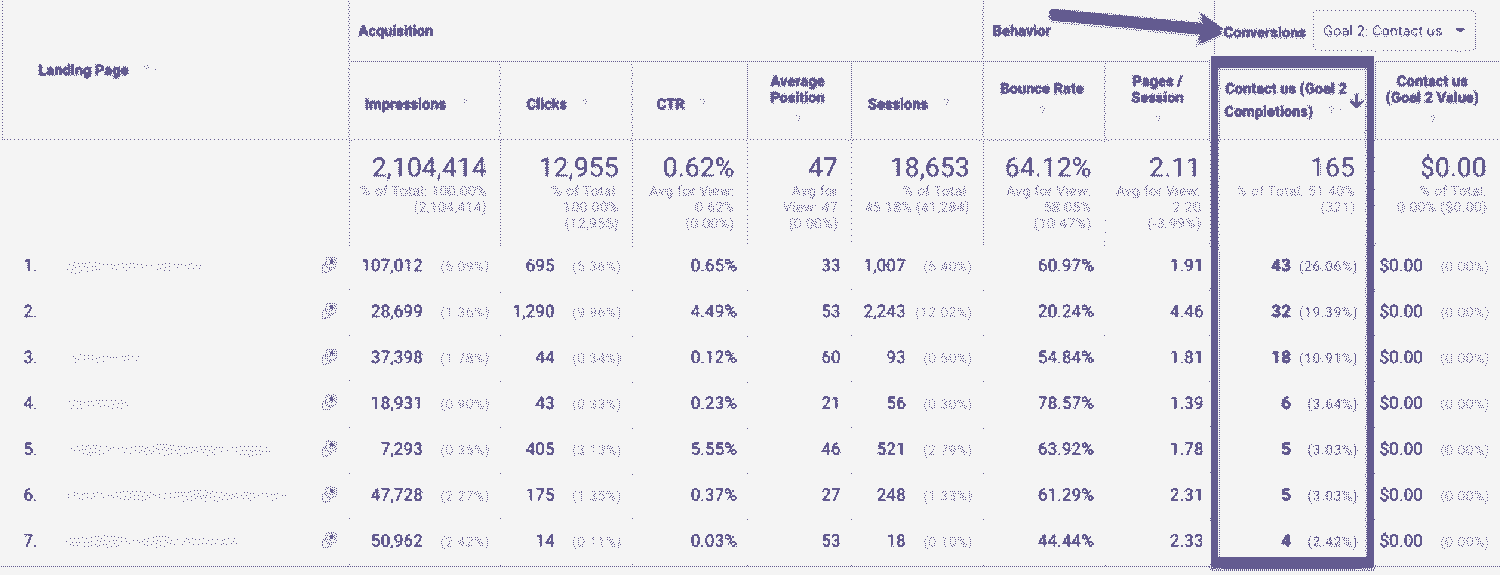 Acquisition Behavior Conversions Goal 2: Contact us
Landing Page
Impressions Clicks CTR Average Position Sessions Bounce Rate Pages / Session Contact us (Goal 2 Completions) Contact us (Goal 2 Value)
2,104,414 12,955 0.62% 47 18,653 64.12% 2.11 165 $0.00
% of Total: 100.00% (2,104,414) % of Total: 100.00% (12,955) Avg for View: 0.62% (0.00%) Avg for View: 47 (0.00%) % of Total: 45.18% (41,284) Avg for View: 58.05% (10.47%) Avg for View: 2.20 (-3.99%) % of Total: 51.40% (321) % of Total: 0.00% ($0.00)
1. 107,012 (5.09%) 695 (5.36%) 0.65% 33 1,007 (5.40%) 60.97% 1.91 43 (26.06%) $0.00 (0.00%)
2. 28,699 (1.36%) 1,290 (9.96%) 4.49% 53 2,243 (12.02%) 20.24% 4.46 32 (19.39%) $0.00 (0.00%)
3. 37,398 (1.78%) 44 (0.34%) 0.12% 60 93 (0.50%) 54.84% 1.81 18 (10.91%) $0.00 (0.00%)
4. 18,931 (0.90%) 43 (0.33%) 0.23% 21 56 (0.30%) 78.57% 1.39 6 (3.64%) $0.00 (0.00%)
5. 7,293 (0.35%) 405 (3.13%) 5.55% 46 521 (2.79%) 63.92% 1.78 5 (3.03%) $0.00 (0.00%)
6. 47,728 (2.27%) 175 (1.35%) 0.37% 27 248 (1.33%) 61.29% 2.31 5 (3.03%) $0.00 (0.00%)
7. 50,962 (2.42%) 14 (0.11%) 0.03% 53 18 (0.10%) 44.44% 2.33 4 (2.42%) $0.00 (0.00%)